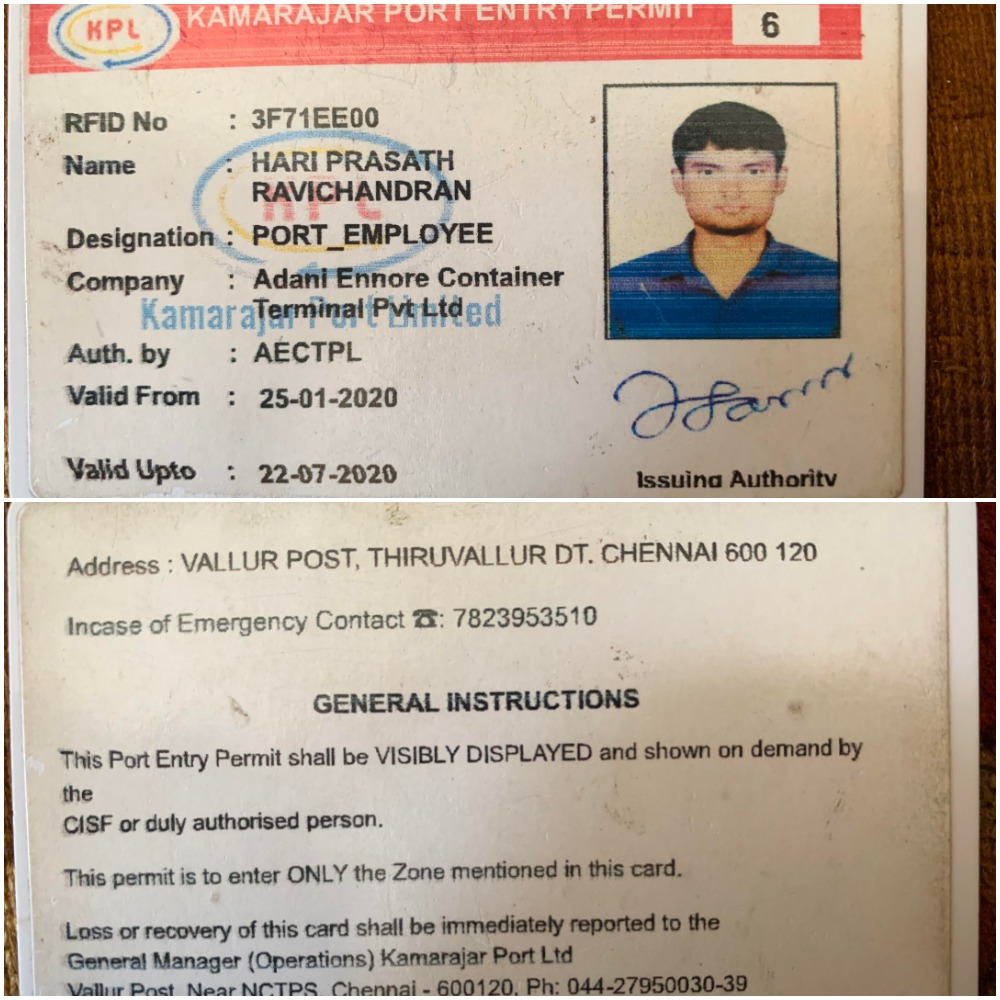 KPL
KAMARAJAR PORT ENTRY PERMIT
6
RFID No : 3F71EE00
Name : HARI PRASATH
RAVICHANDRAN
KPL
Designation : PORT_EMPLOYEE
Company : Adani Ennore Container
Terminal Pvt Ltd
Kamarajar Port Limited
Auth. by : AECTPL
Valid From : 25-01-2020
Valid Upto : 22-07-2020
Issuing Authority
Address : VALLUR POST, THIRUVALLUR DT. CHENNAI 600 120
Incase of Emergency Contact ☎: 7823953510
GENERAL INSTRUCTIONS
This Port Entry Permit shall be VISIBLY DISPLAYED and shown on demand by
the
CISF or duly authorised person.
This permit is to enter ONLY the Zone mentioned in this card.
Loss or recovery of this card shall be immediately reported to the
General Manager (Operations) Kamarajar Port Ltd
Vallur Post, Near NCTPS, Chennai - 600120, Ph: 044-27950030-39